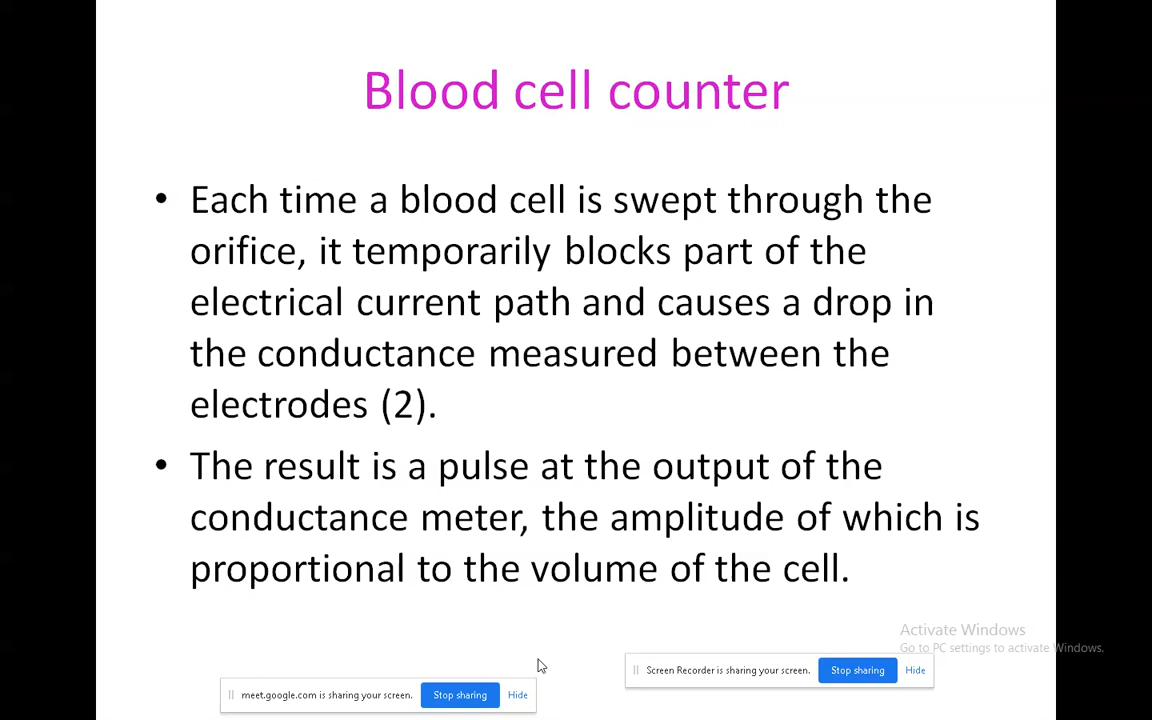 Blood cell counter
• Each time a blood cell is swept through the
orifice, it temporarily blocks part of the
electrical current path and causes a drop in
the conductance measured between the
electrodes (2).
• The result is a pulse at the output of the
conductance meter, the amplitude of which is
proportional to the volume of the cell.
Activate Windows
Go to PC settings to activate Windows.
Screen Recorder is sharing your screen. Stop sharing Hide
meet.google.com is sharing your screen. Stop sharing Hide